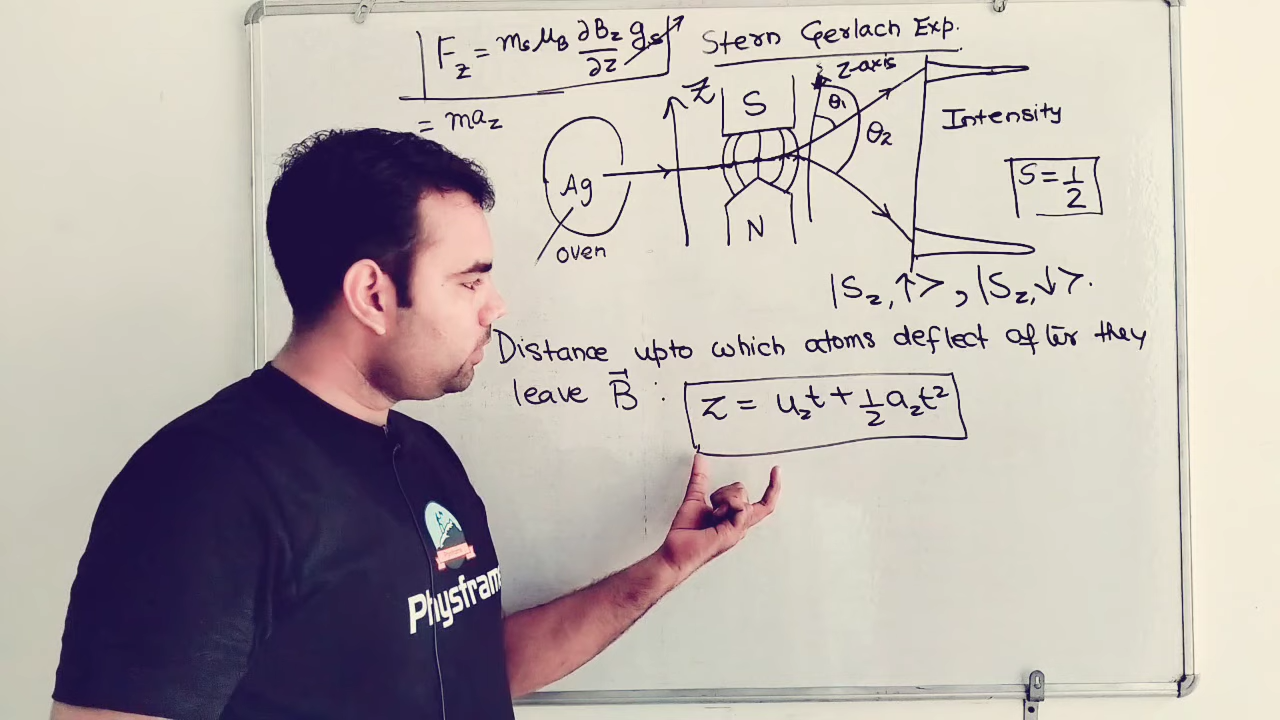 F_z = m_s μ_B ∂B_z/∂z g_s
= ma_z
Stern Gerlach Exp.
Z
S
N
Ag
oven
Z-axis
θ₁
θ₂
Intensity
S = 1/2
|S_z, ↑>, |S_z, ↓>.
Distance upto which atoms deflect after they
leave B⃗ : Z = u_z t + 1/2 a_z t²
Physfram